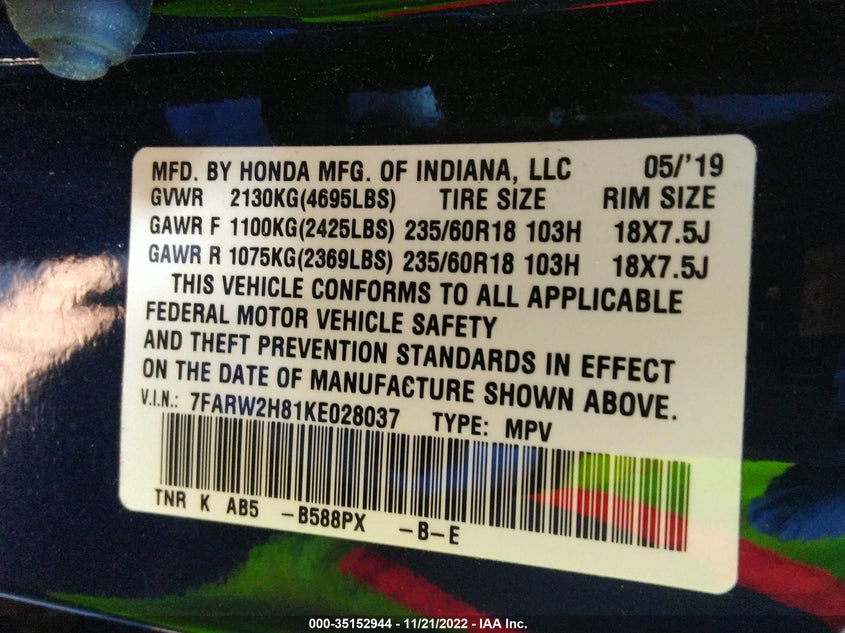 MFD. BY HONDA MFG. OF INDIANA, LLC 05/'19
GVWR 2130KG(4695LBS) TIRE SIZE RIM SIZE
GAWR F 1100KG(2425LBS) 235/60R18 103H 18X7.5J
GAWR R 1075KG(2369LBS) 235/60R18 103H 18X7.5J
THIS VEHICLE CONFORMS TO ALL APPLICABLE
FEDERAL MOTOR VEHICLE SAFETY
AND THEFT PREVENTION STANDARDS IN EFFECT
ON THE DATE OF MANUFACTURE SHOWN ABOVE.
V.I.N.: 7FARW2H81KE028037 TYPE: MPV
TNR K AB5 -B588PX -B-E
000-35152944 - 11/21/2022 - IAA Inc.